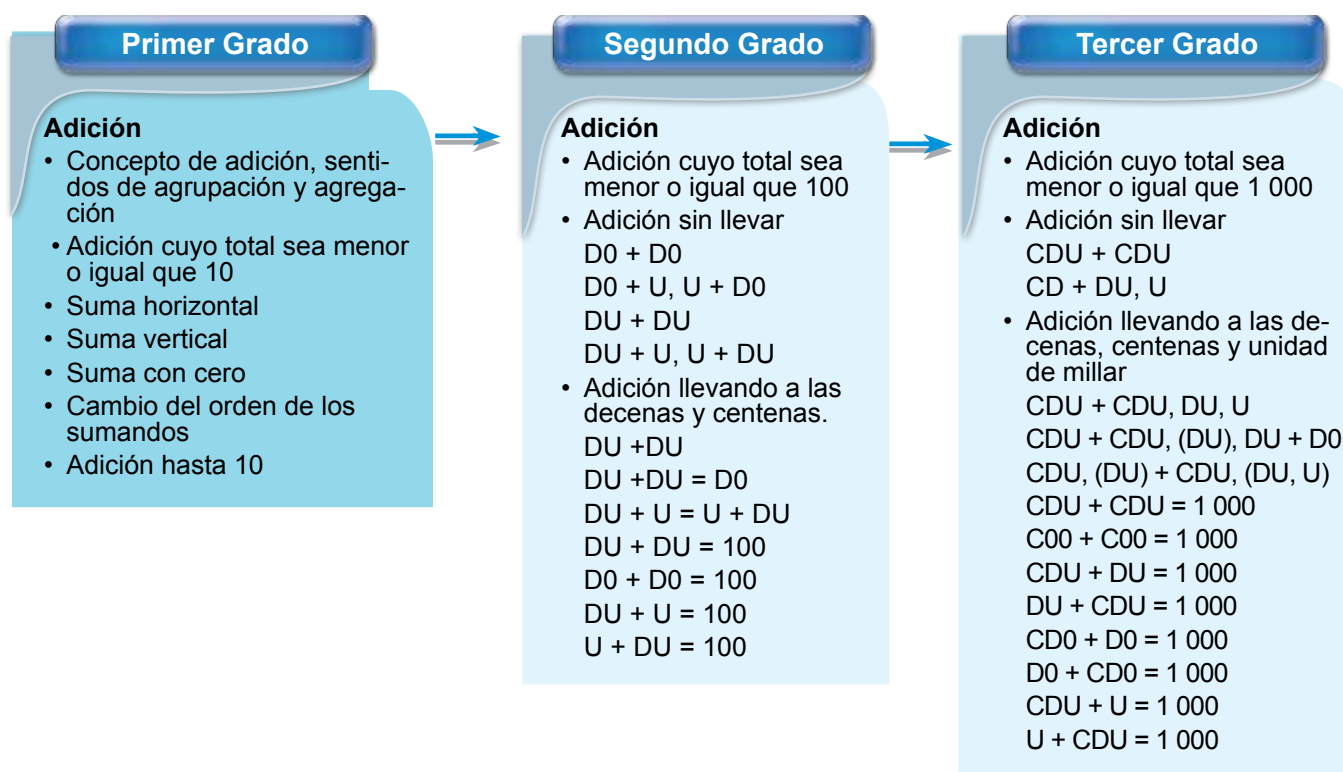 Primer Grado
Adición
• Concepto de adición, senti-
dos de agrupación y agrega-
ción
• Adición cuyo total sea menor
o igual que 10
• Suma horizontal
• Suma vertical
• Suma con cero
• Cambio del orden de los
sumandos
• Adición hasta 10
Segundo Grado
Adición
• Adición cuyo total sea
menor o igual que 100
• Adición sin llevar
D0 + D0
D0 + U, U + D0
DU + DU
DU + U, U + DU
• Adición llevando a las
decenas y centenas.
DU +DU
DU +DU = D0
DU + U = U + DU
DU + DU = 100
D0 + D0 = 100
DU + U = 100
U + DU = 100
Tercer Grado
Adición
• Adición cuyo total sea
menor o igual que 1 000
• Adición sin llevar
CDU + CDU
CD + DU, U
• Adición llevando a las de-
cenas, centenas y unidad
de millar
CDU + CDU, DU, U
CDU + CDU, (DU), DU + D0
CDU, (DU) + CDU, (DU, U)
CDU + CDU = 1 000
C00 + C00 = 1 000
CDU + DU = 1 000
DU + CDU = 1 000
CD0 + D0 = 1 000
D0 + CD0 = 1 000
CDU + U = 1 000
U + CDU = 1 000